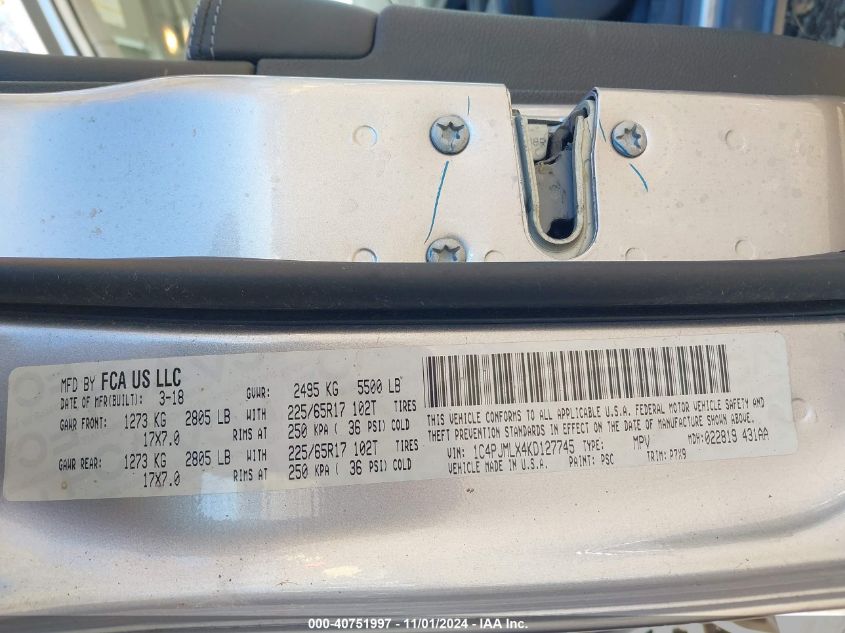 MFD BY FCA US LLC
DATE OF MFR(BUILT): 3-18 GVWR: 2495 KG 5500 LB
GAWR FRONT: 1273 KG 2805 LB WITH 225/65R17 102T TIRES
17X7.0 RIMS AT 250 KPA ( 36 PSI) COLD
GAWR REAR: 1273 KG 2805 LB WITH 225/65R17 102T TIRES
17X7.0 RIMS AT 250 KPA ( 36 PSI) COLD
THIS VEHICLE CONFORMS TO ALL APPLICABLE U.S.A. FEDERAL MOTOR VEHICLE SAFETY AND
THEFT PREVENTION STANDARDS IN EFFECT ON THE DATE OF MANUFACTURE SHOWN ABOVE.
VIN: 1C4PJMLX4KD127745 TYPE: MPV MDH: 022819 431AA
VEHICLE MADE IN U.S.A. PAINT: PSC TRIM: P7X9
000-40751997 - 11/01/2024 - IAA Inc.